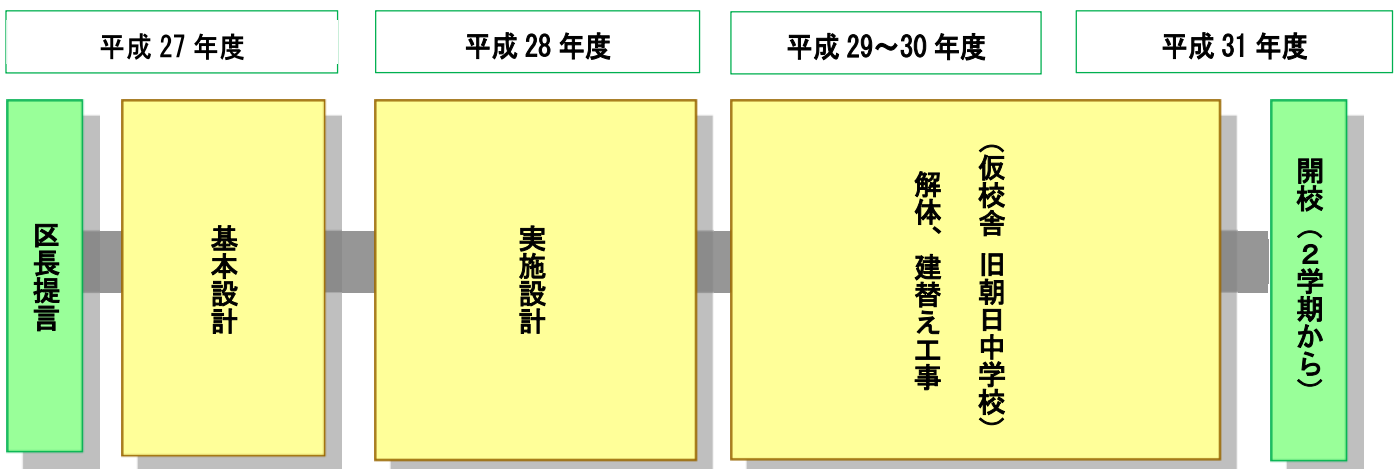 平成 27 年度
平成 28 年度
平成 29～30 年度
平成 31 年度
区長提言
基本設計
実施設計
（仮校舎 旧朝日中学校）
解体、建替え工事
開校（２学期から）